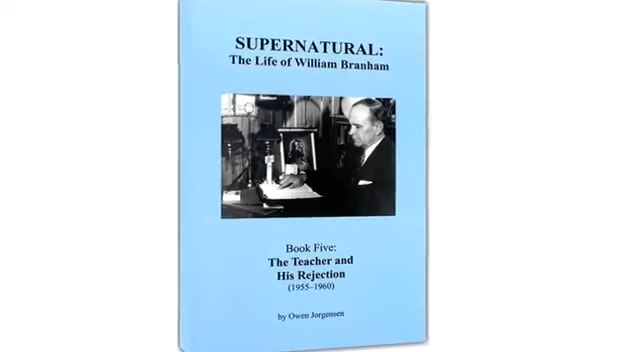 SUPERNATURAL:
The Life of William Branham
Book Five:
The Teacher and
His Rejection
(1955–1960)
by Owen Jorgensen